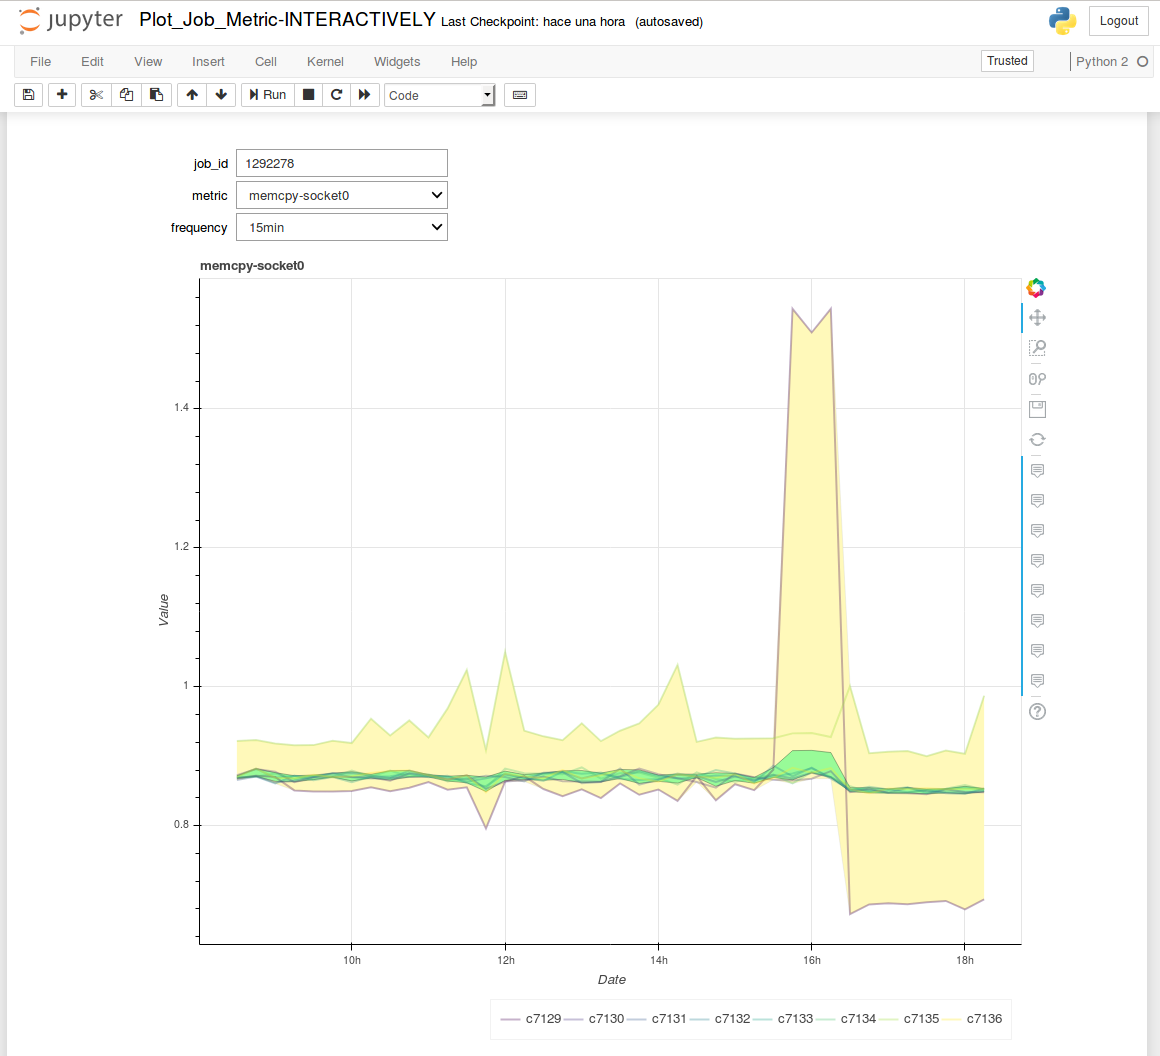 jupyter Plot_Job_Metric-INTERACTIVELY Last Checkpoint: hace una hora (autosaved) Logout
File Edit View Insert Cell Kernel Widgets Help Trusted Python 2
Run Code
job_id 1292278
metric memcpy-socket0
frequency 15min
memcpy-socket0
1.4
1.2
1
0.8
Value
10h 12h 14h 16h 18h
Date
c7129 c7130 c7131 c7132 c7133 c7134 c7135 c7136